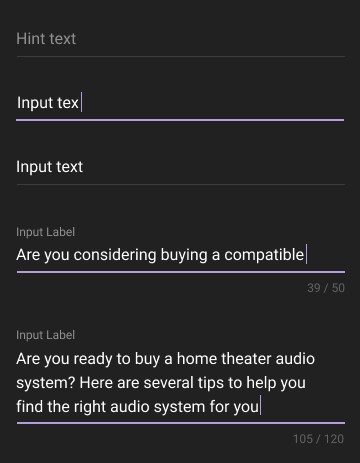 Hint text
Input tex
Input text
Input Label
Are you considering buying a compatible
39 / 50
Input Label
Are you ready to buy a home theater audio
system? Here are several tips to help you
find the right audio system for you
105 / 120